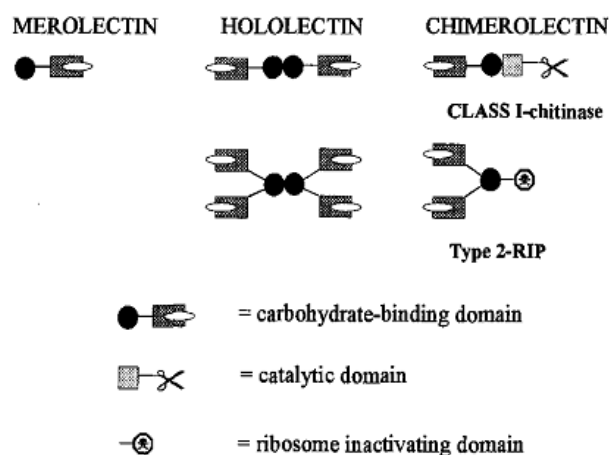 MEROLECTIN HOLOLECTIN CHIMEROLECTIN
CLASS I-chitinase
Type 2-RIP
= carbohydrate-binding domain
= catalytic domain
= ribosome inactivating domain